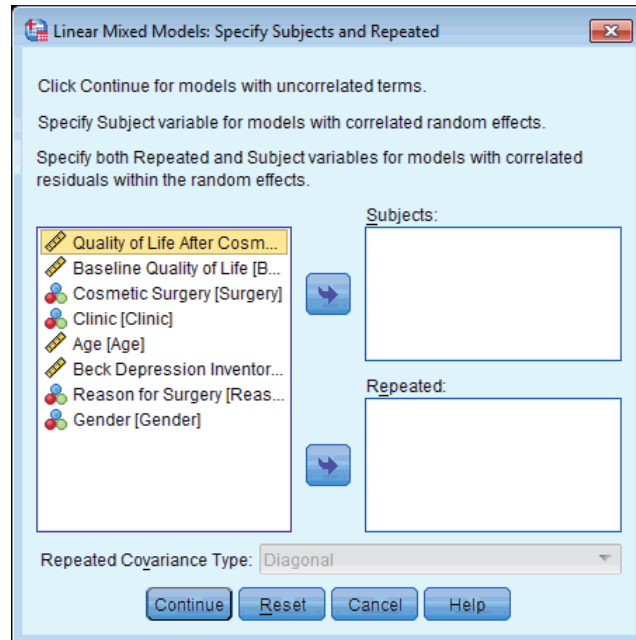 Linear Mixed Models: Specify Subjects and Repeated
Click Continue for models with uncorrelated terms.
Specify Subject variable for models with correlated random effects.
Specify both Repeated and Subject variables for models with correlated
residuals within the random effects.
Subjects:
Quality of Life After Cosm...
Baseline Quality of Life [B...
Cosmetic Surgery [Surgery]
Clinic [Clinic]
Age [Age]
Beck Depression Inventor...
Reason for Surgery [Reas...
Gender [Gender]
Repeated:
Repeated Covariance Type: Diagonal
Continue Reset Cancel Help